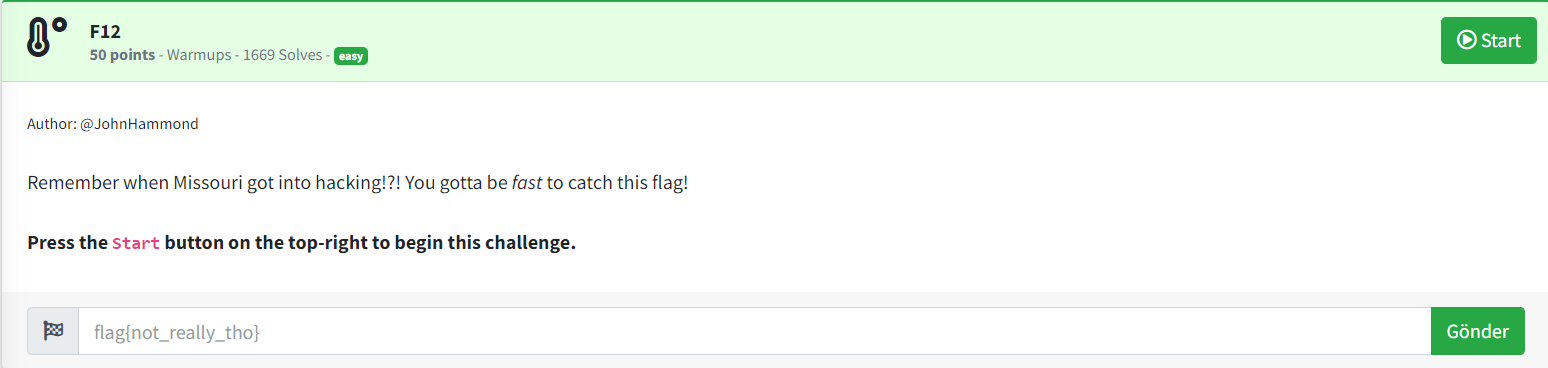 F12
50 points - Warmups - 1669 Solves - easy
Start
Author: @JohnHammond
Remember when Missouri got into hacking!?! You gotta be fast to catch this flag!
Press the Start button on the top-right to begin this challenge.
flag{not_really_tho}
Gönder